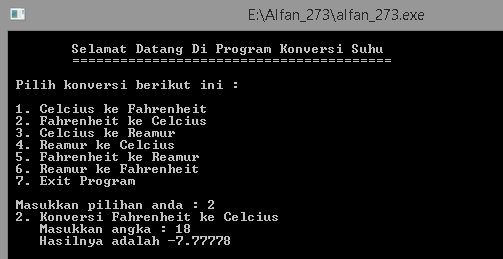 E:\Alfan_273\alfan_273.exe
Selamat Datang Di Program Konversi Suhu
========================================
Pilih konversi berikut ini :
1. Celcius ke Fahrenheit
2. Fahrenheit ke Celcius
3. Celcius ke Reamur
4. Reamur ke Celcius
5. Fahrenheit ke Reamur
6. Reamur ke Fahrenheit
7. Exit Program
Masukkan pilihan anda : 2
2. Konversi Fahrenheit ke Celcius
Masukkan angka : 18
Hasilnya adalah -7.77778